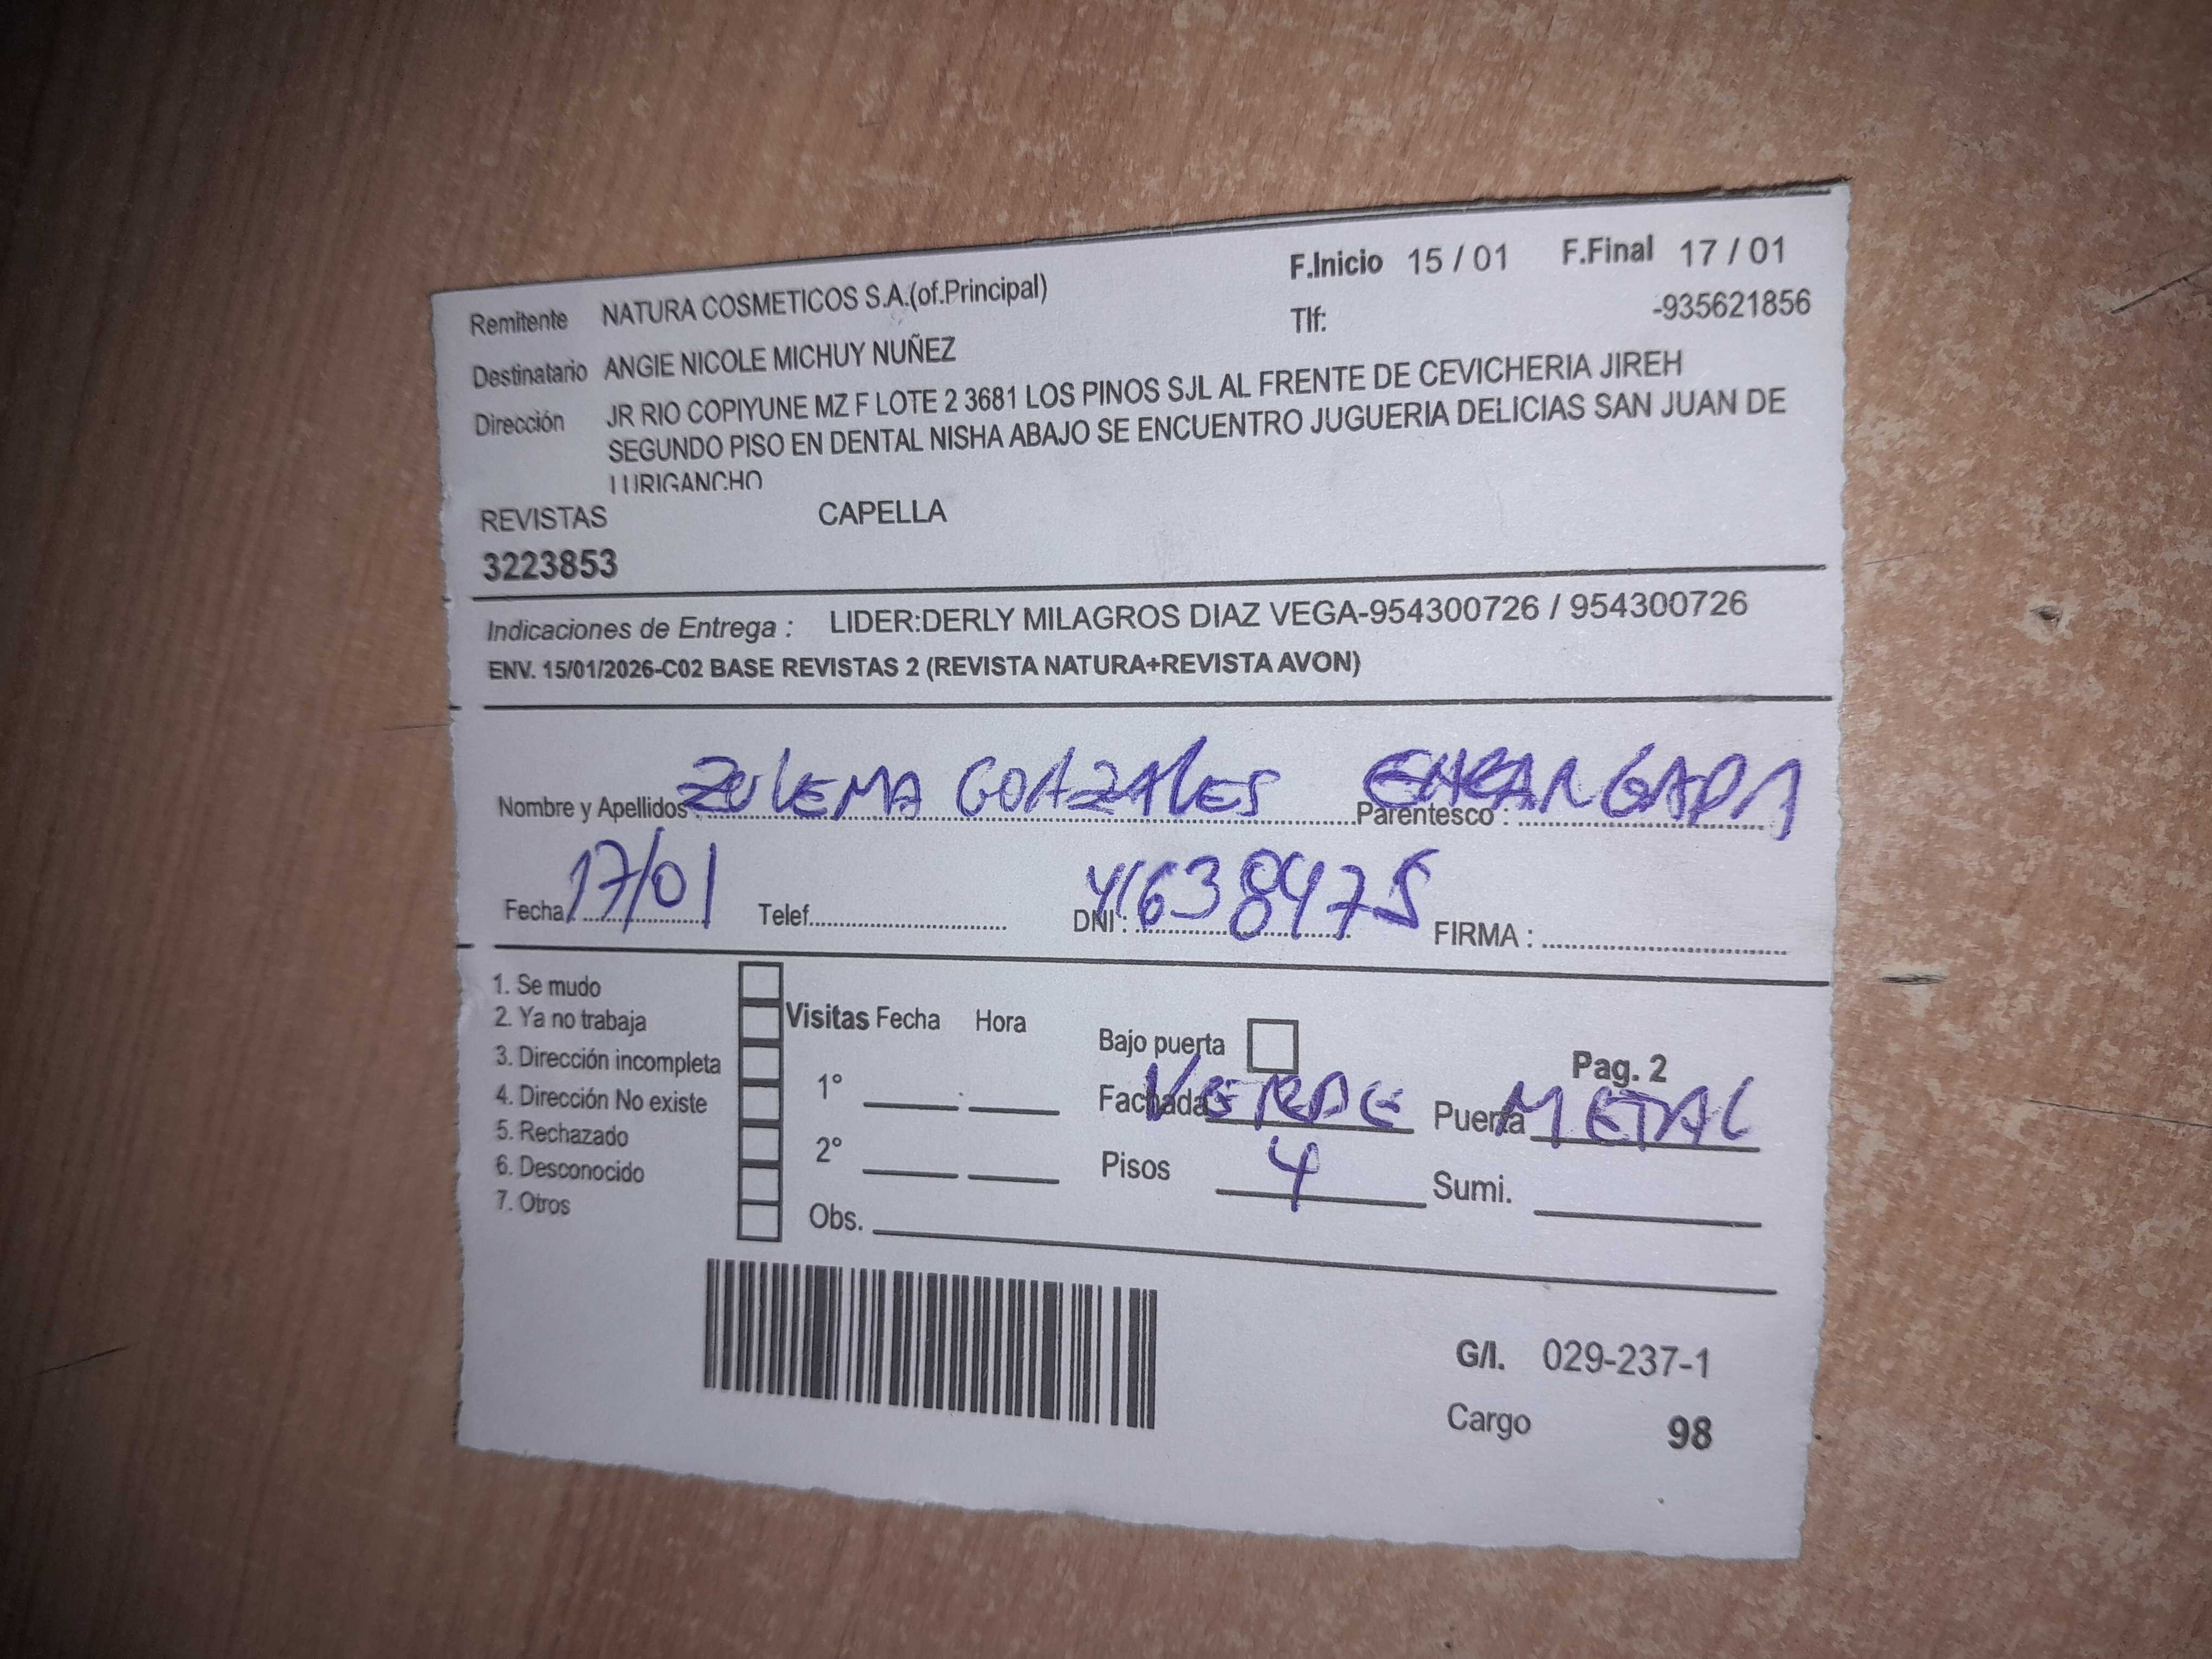 Remitente NATURA COSMETICOS S.A.(of.Principal) F.Inicio 15 / 01 F.Final 17 / 01
Tlf: -935621856
Destinatario ANGIE NICOLE MICHUY NUÑEZ
Dirección JR RIO COPIYUNE MZ F LOTE 2 3681 LOS PINOS SJL AL FRENTE DE CEVICHERIA JIREH
SEGUNDO PISO EN DENTAL NISHA ABAJO SE ENCUENTRO JUGUERIA DELICIAS SAN JUAN DE
LURIGANCHO
REVISTAS CAPELLA
3223853
Indicaciones de Entrega : LIDER:DERLY MILAGROS DIAZ VEGA-954300726 / 954300726
ENV. 15/01/2026-C02 BASE REVISTAS 2 (REVISTA NATURA+REVISTA AVON)
Nombre y Apellidos ZULEMA GONZALES Parentesco : ENCARGADA
Fecha 17/01 Telef. DNI : 41638475 FIRMA :
1. Se mudo
2. Ya no trabaja
3. Dirección incompleta
4. Dirección No existe
5. Rechazado
6. Desconocido
7. Otros
Visitas Fecha Hora
1°
2°
Obs.
Bajo puerta Pag. 2
Fachada VERDE Puerta METAL
Pisos 4 Sumi.
G/I. 029-237-1
Cargo 98